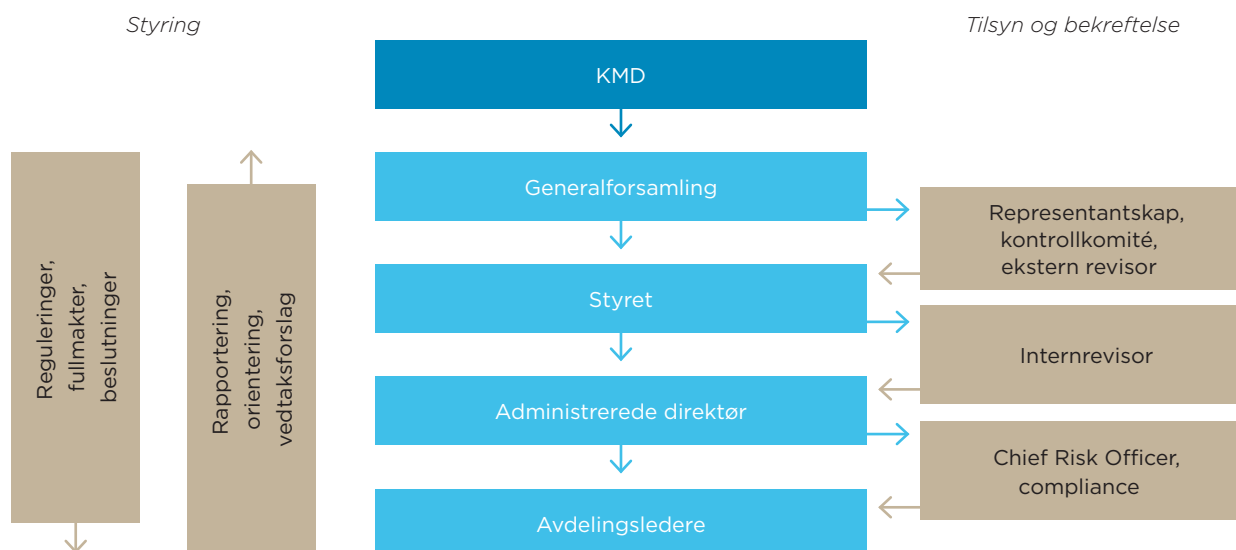 Styring
Tilsyn og bekreftelse
KMD
Generalforsamling
Styret
Administrerede direktør
Avdelingsledere
Reguleringer,
fullmakter,
beslutninger
Rapportering,
orientering,
vedtaksforslag
Representantskap,
kontrollkomité,
ekstern revisor
Internrevisor
Chief Risk Officer,
compliance